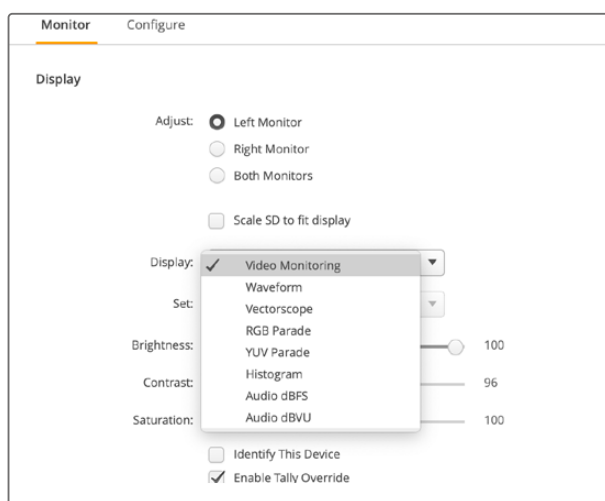 Monitor Configure
Display
Adjust: Left Monitor
Right Monitor
Both Monitors
Scale SD to fit display
Display: Video Monitoring
Waveform
Set: Vectorscope
RGB Parade
Brightness: YUV Parade 100
Histogram
Contrast: 96
Audio dBFS
Saturation: Audio dBVU 100
Identify This Device
Enable Tally Override